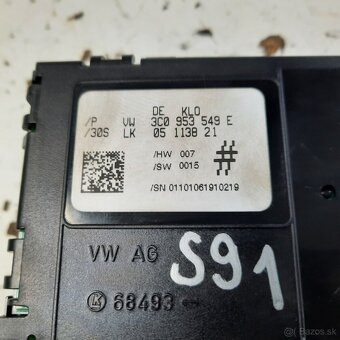 DE KLO
/P VW 3C0 953 549 E
/30S LK 05 1138 21
/HW 007
/SW 0015
#
/SN 01101061910219
VW AG
S91
LK 68493
Bazos.sk